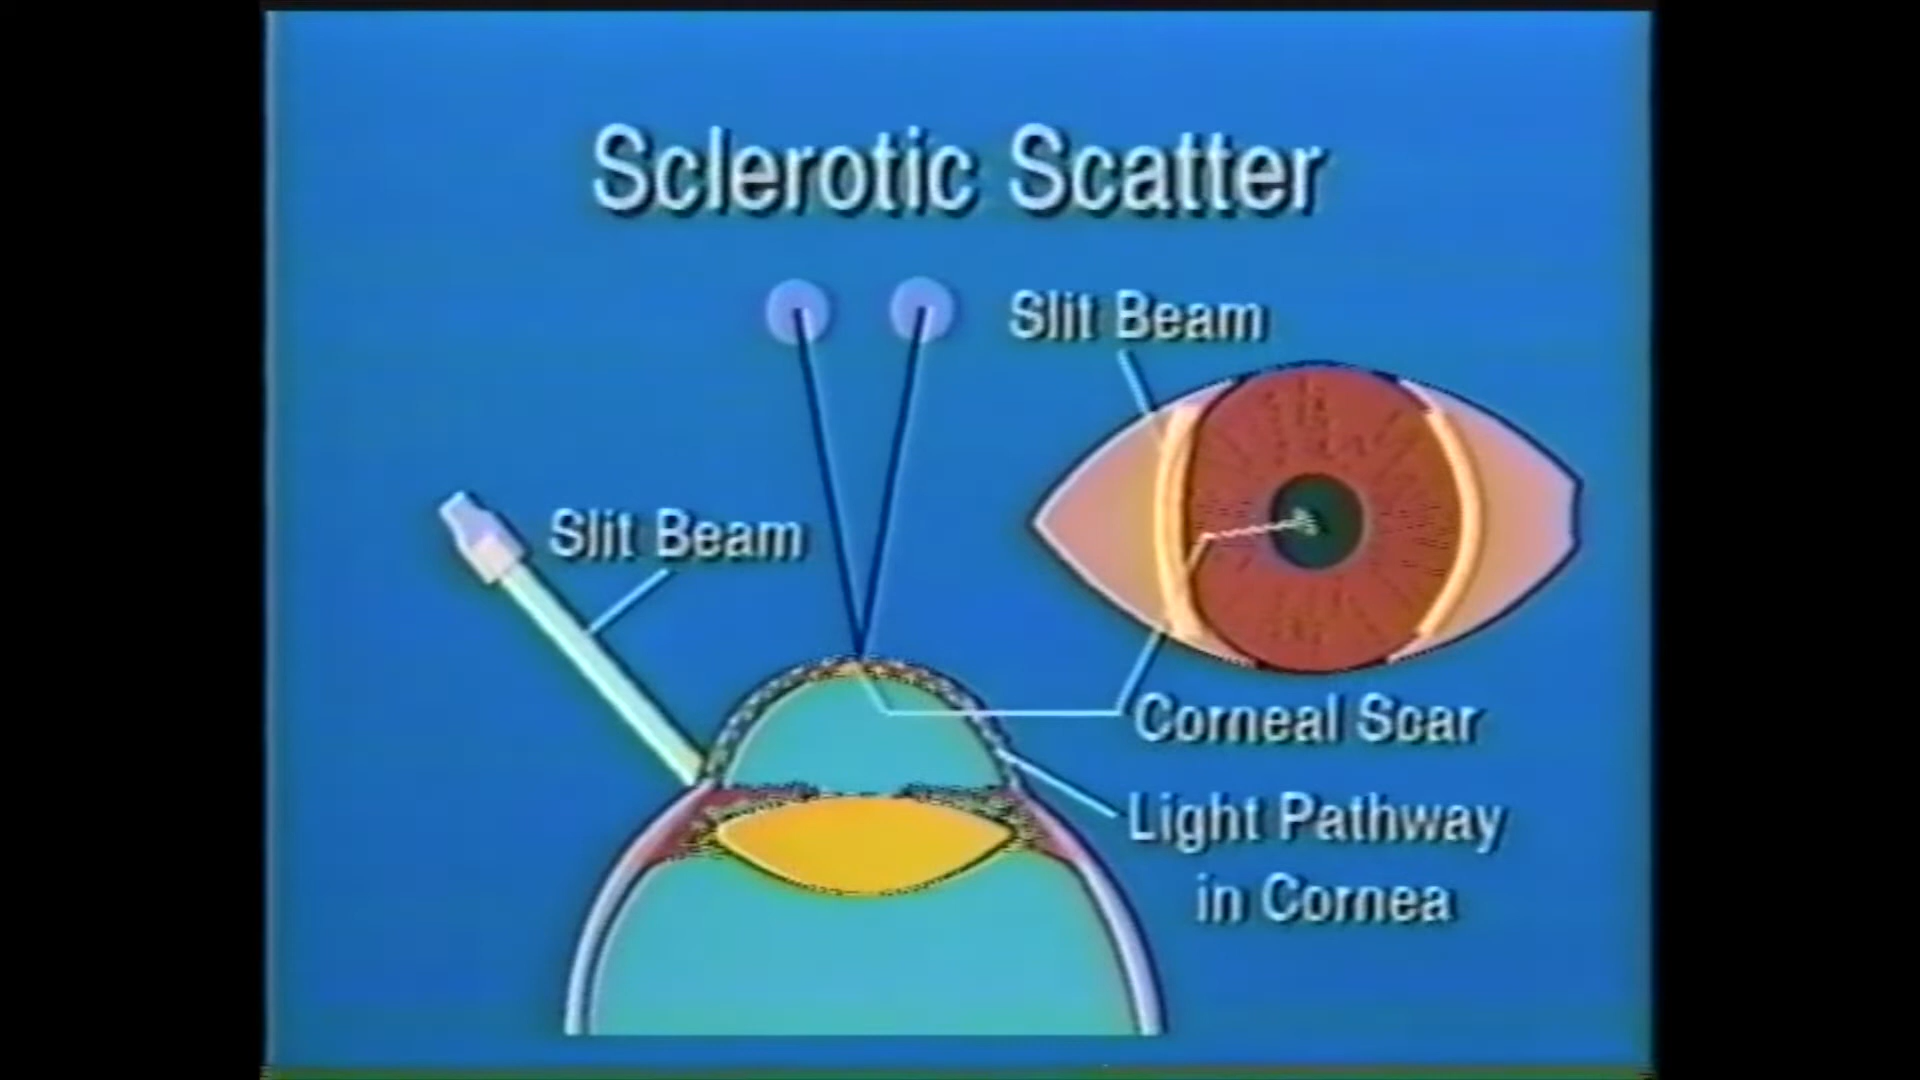 Sclerotic Scatter
Slit Beam
Slit Beam
Corneal Scar
Light Pathway
in Cornea